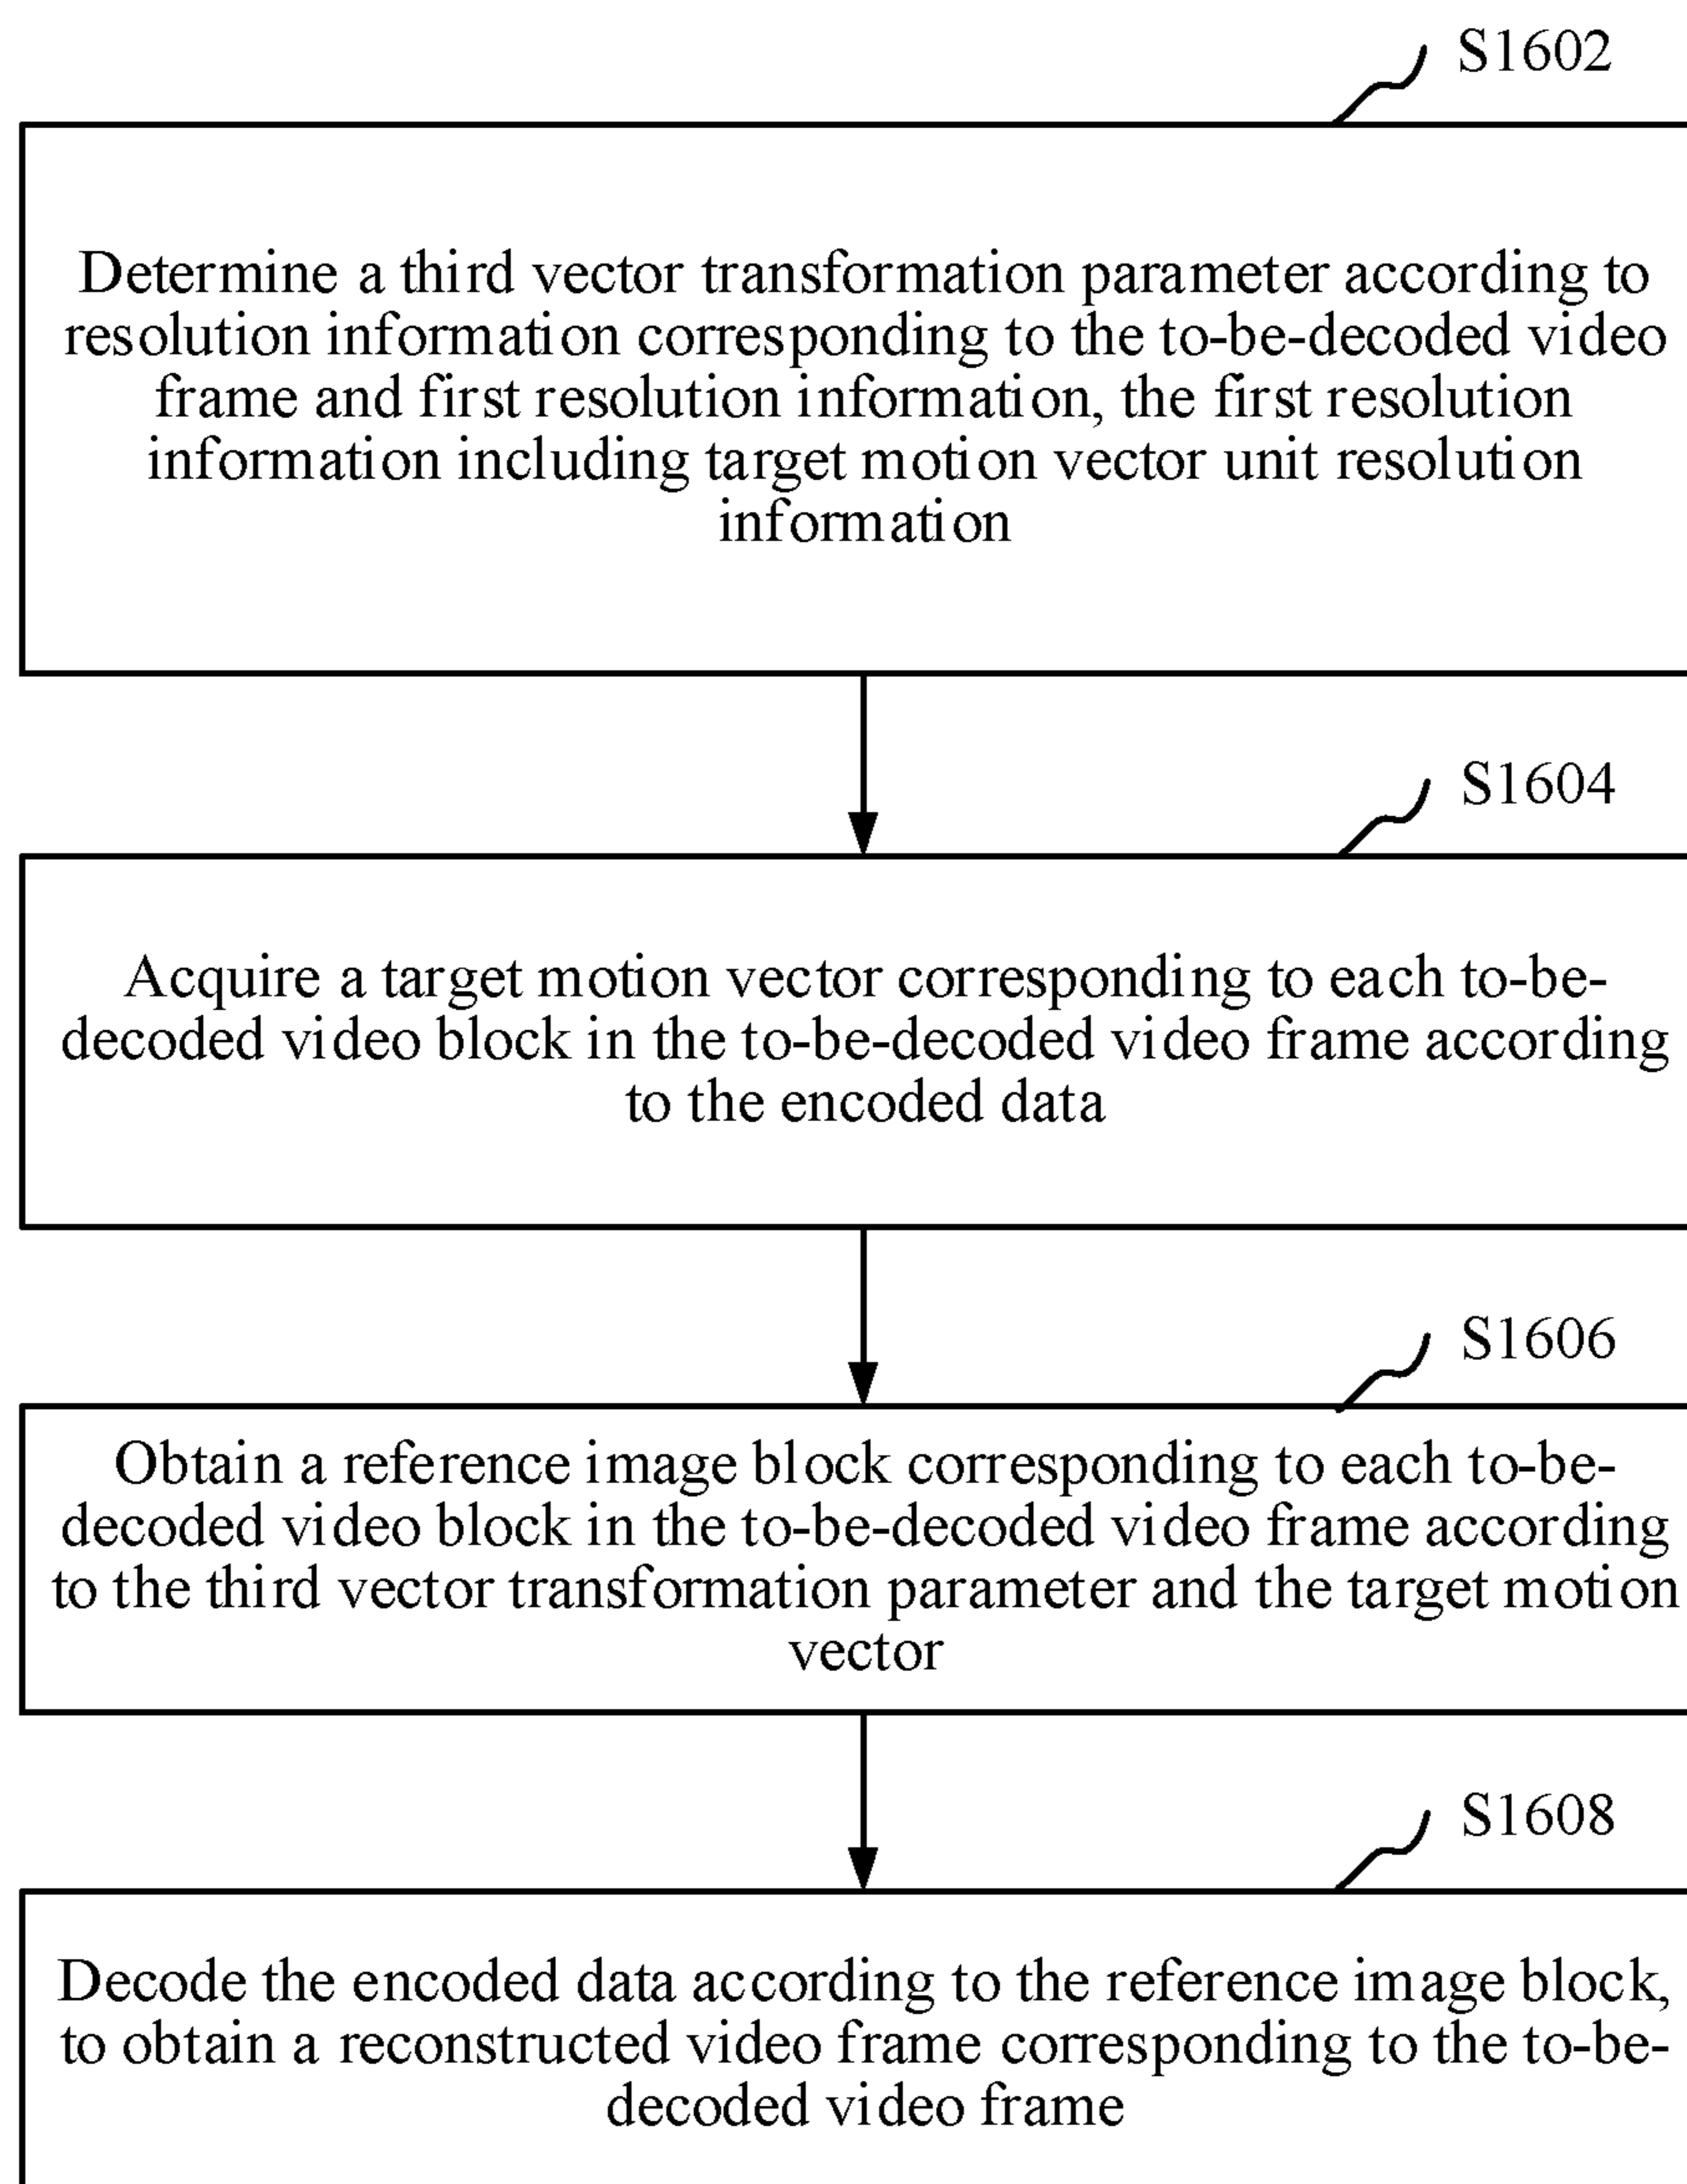 S1602
Determine a third vector transformation parameter according to
resolution information corresponding to the to-be-decoded video
frame and first resolution information, the first resolution
information including target motion vector unit resolution
information
S1604
Acquire a target motion vector corresponding to each to-be-
decoded video block in the to-be-decoded video frame according
to the encoded data
S1606
Obtain a reference image block corresponding to each to-be-
decoded video block in the to-be-decoded video frame according
to the third vector transformation parameter and the target motion
vector
S1608
Decode the encoded data according to the reference image block,
to obtain a reconstructed video frame corresponding to the to-be-
decoded video frame